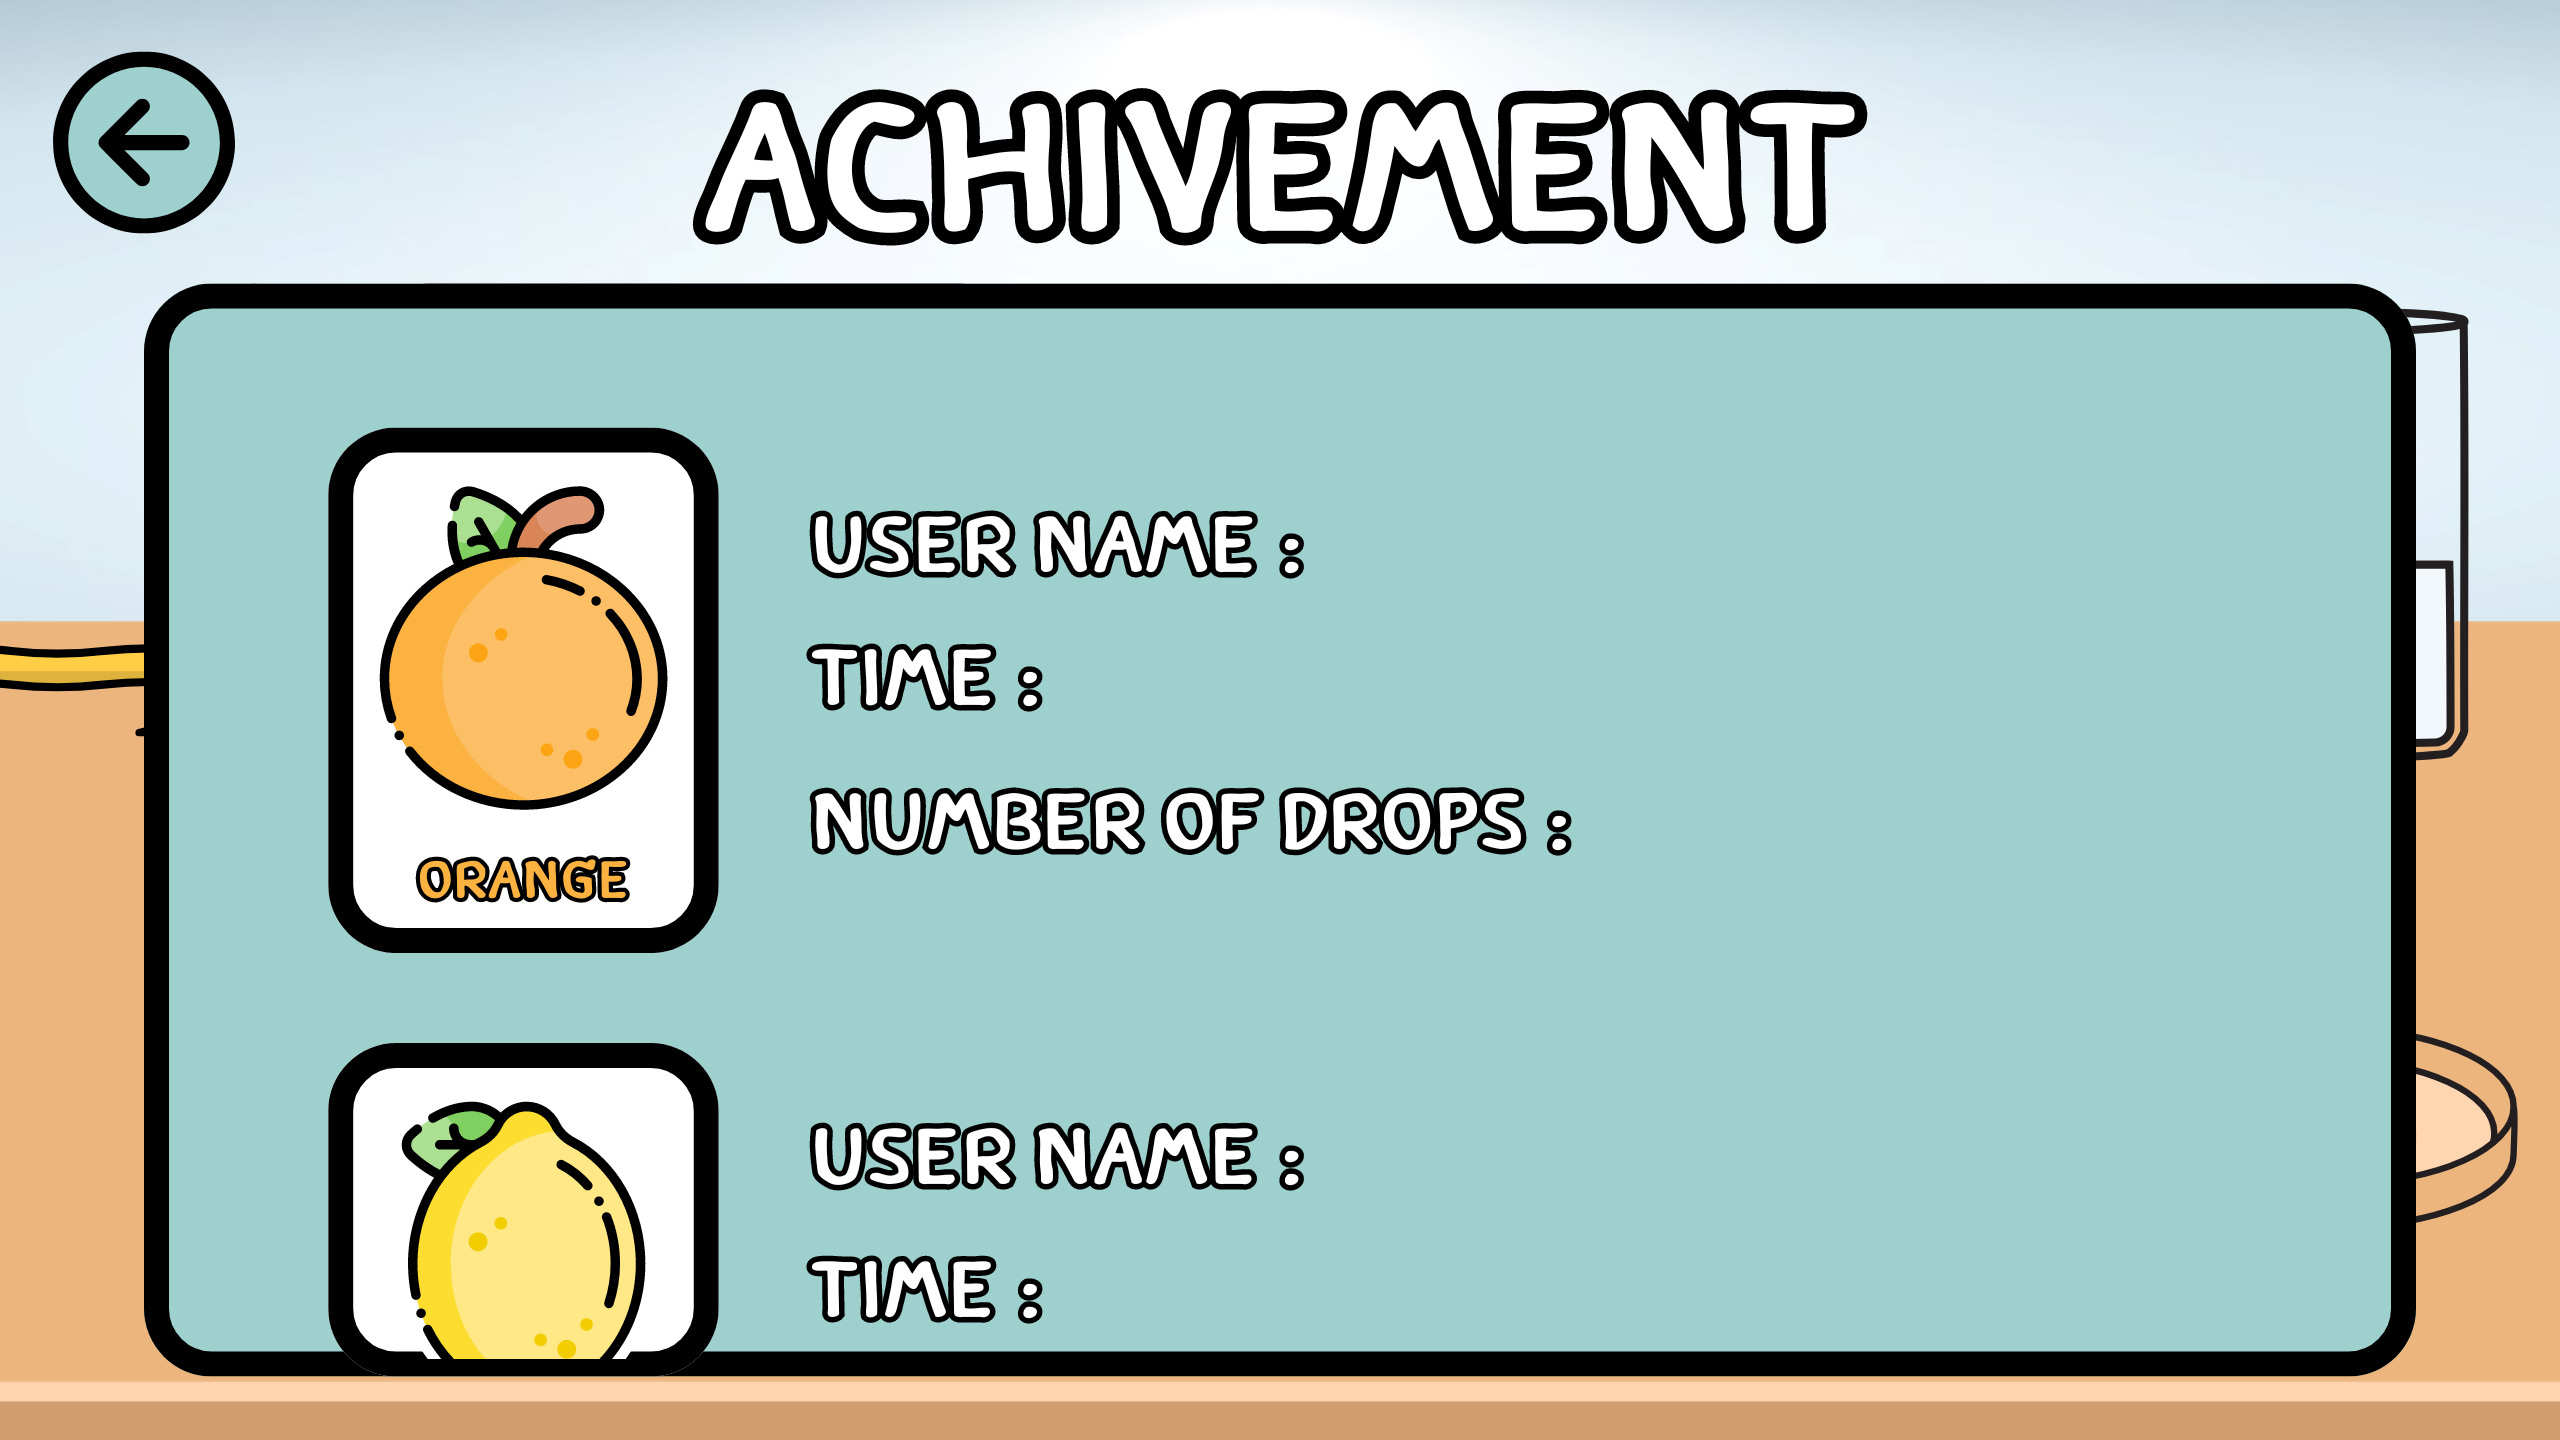 ACHIVEMENT
USER NAME :
TIME :
NUMBER OF DROPS :
ORANGE
USER NAME :
TIME :